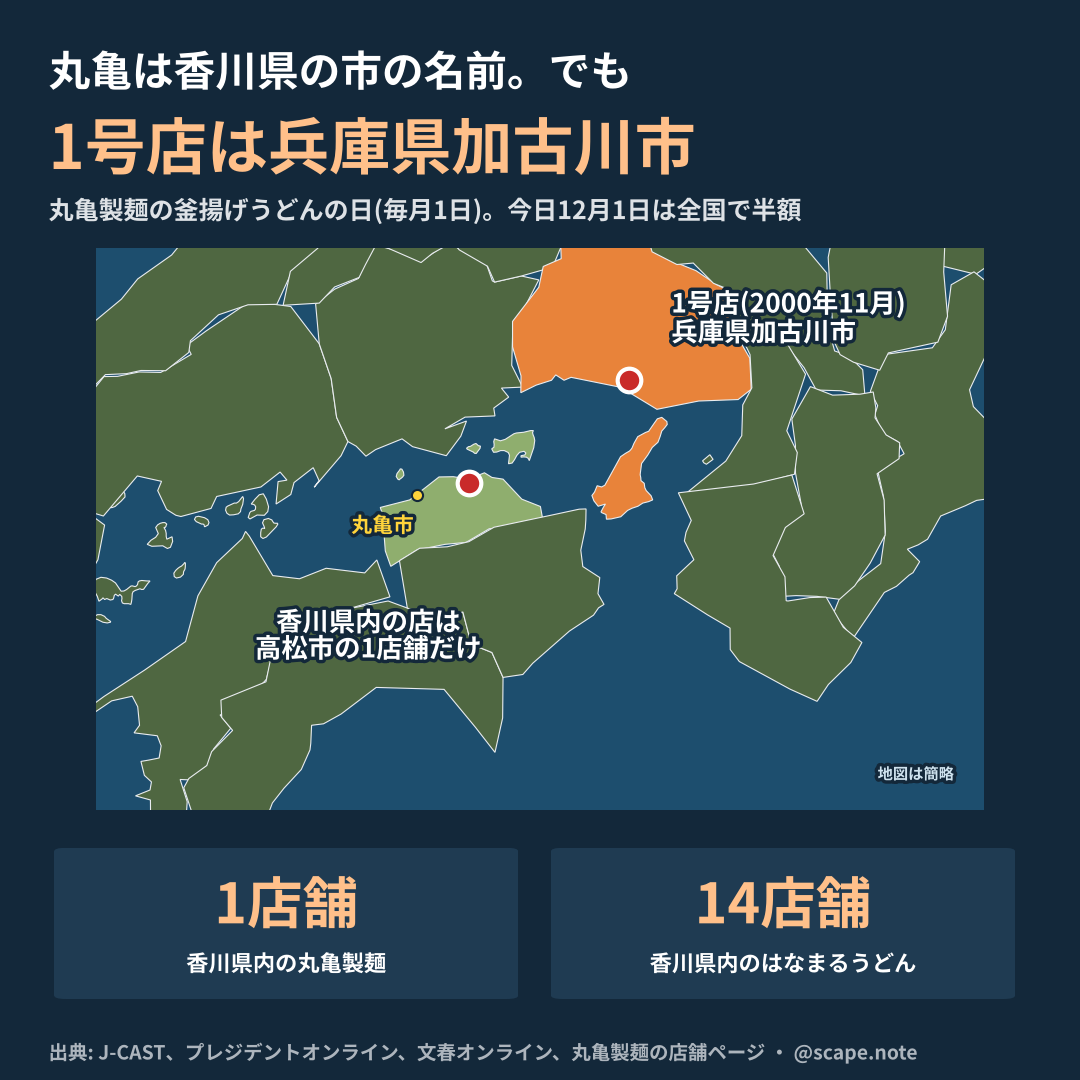 丸亀は香川県の市の名前。でも
1号店は兵庫県加古川市
丸亀製麺の釜揚げうどんの日(毎月1日)。今日12月1日は全国で半額
1号店(2000年11月)
兵庫県加古川市
丸亀市
香川県内の店は
高松市の1店舗だけ
地図は簡略
1店舗
香川県内の丸亀製麺
14店舗
香川県内のはなまるうどん
出典: J-CAST、プレジデントオンライン、文春オンライン、丸亀製麺の店舗ページ ・ @scape.note